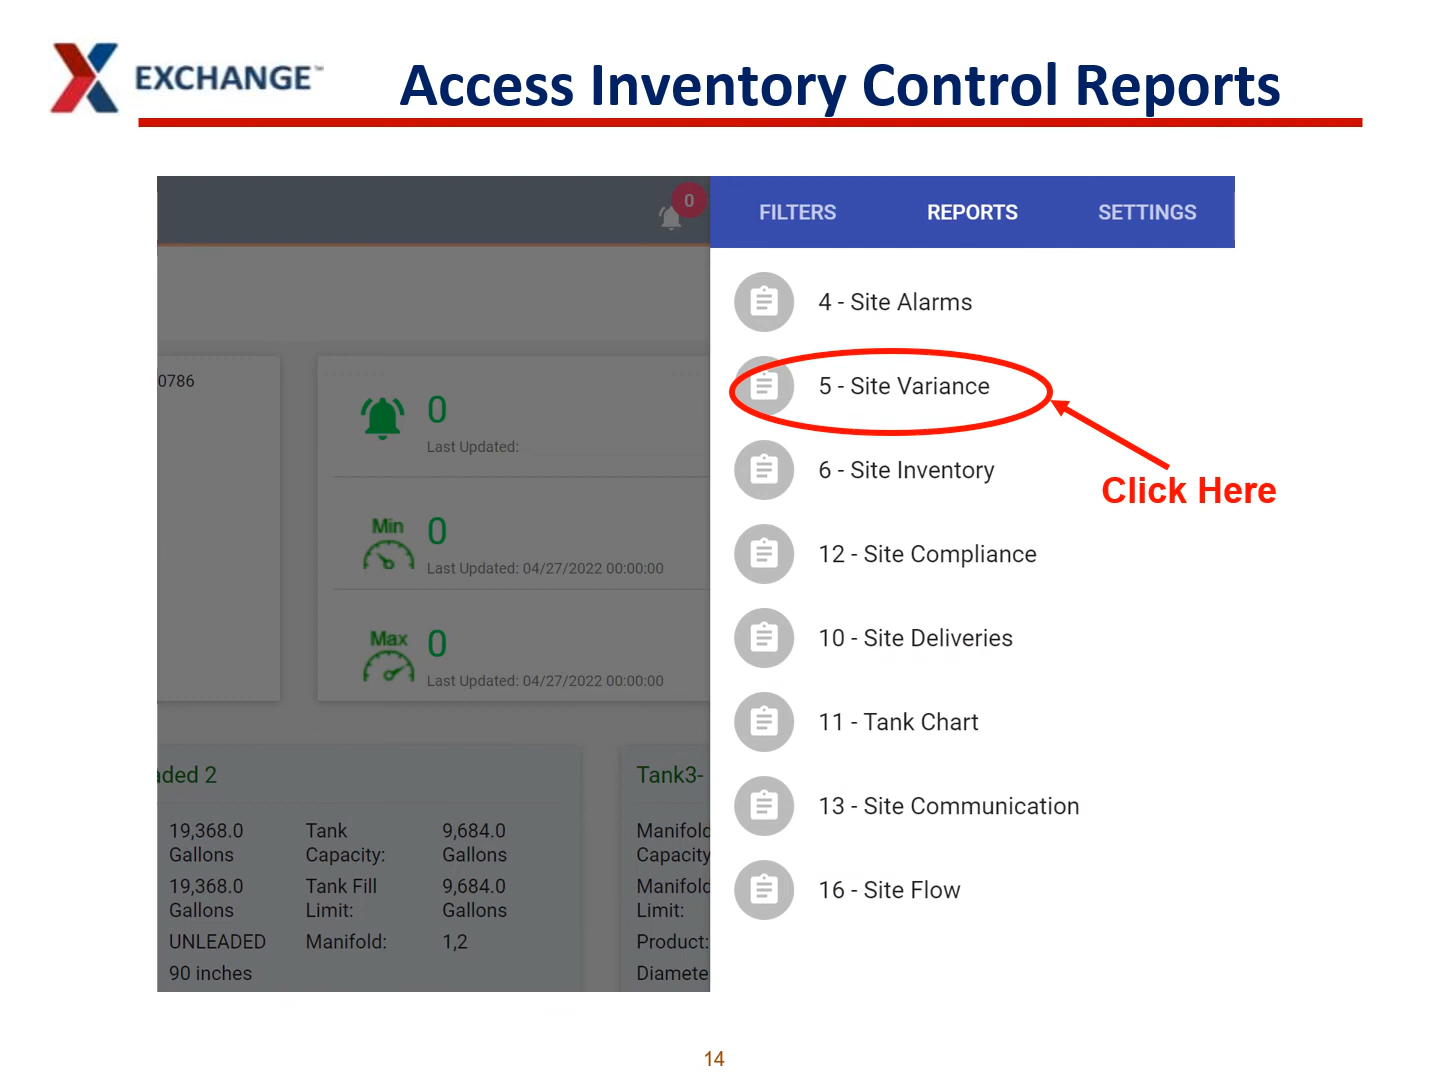 EXCHANGE™
Access Inventory Control Reports
0
FILTERS REPORTS SETTINGS
4 - Site Alarms
5 - Site Variance
6 - Site Inventory
12 - Site Compliance
10 - Site Deliveries
11 - Tank Chart
13 - Site Communication
16 - Site Flow
Click Here
0786
0
Last Updated:
Min
0
Last Updated: 04/27/2022 00:00:00
Max
0
Last Updated: 04/27/2022 00:00:00
aded 2
19,368.0 Tank 9,684.0
Gallons Capacity: Gallons
19,368.0 Tank Fill 9,684.0
Gallons Limit: Gallons
UNLEADED Manifold: 1,2
90 inches
Tank3-
Manifold
Capacity
Manifold
Limit:
Product:
Diamete
14